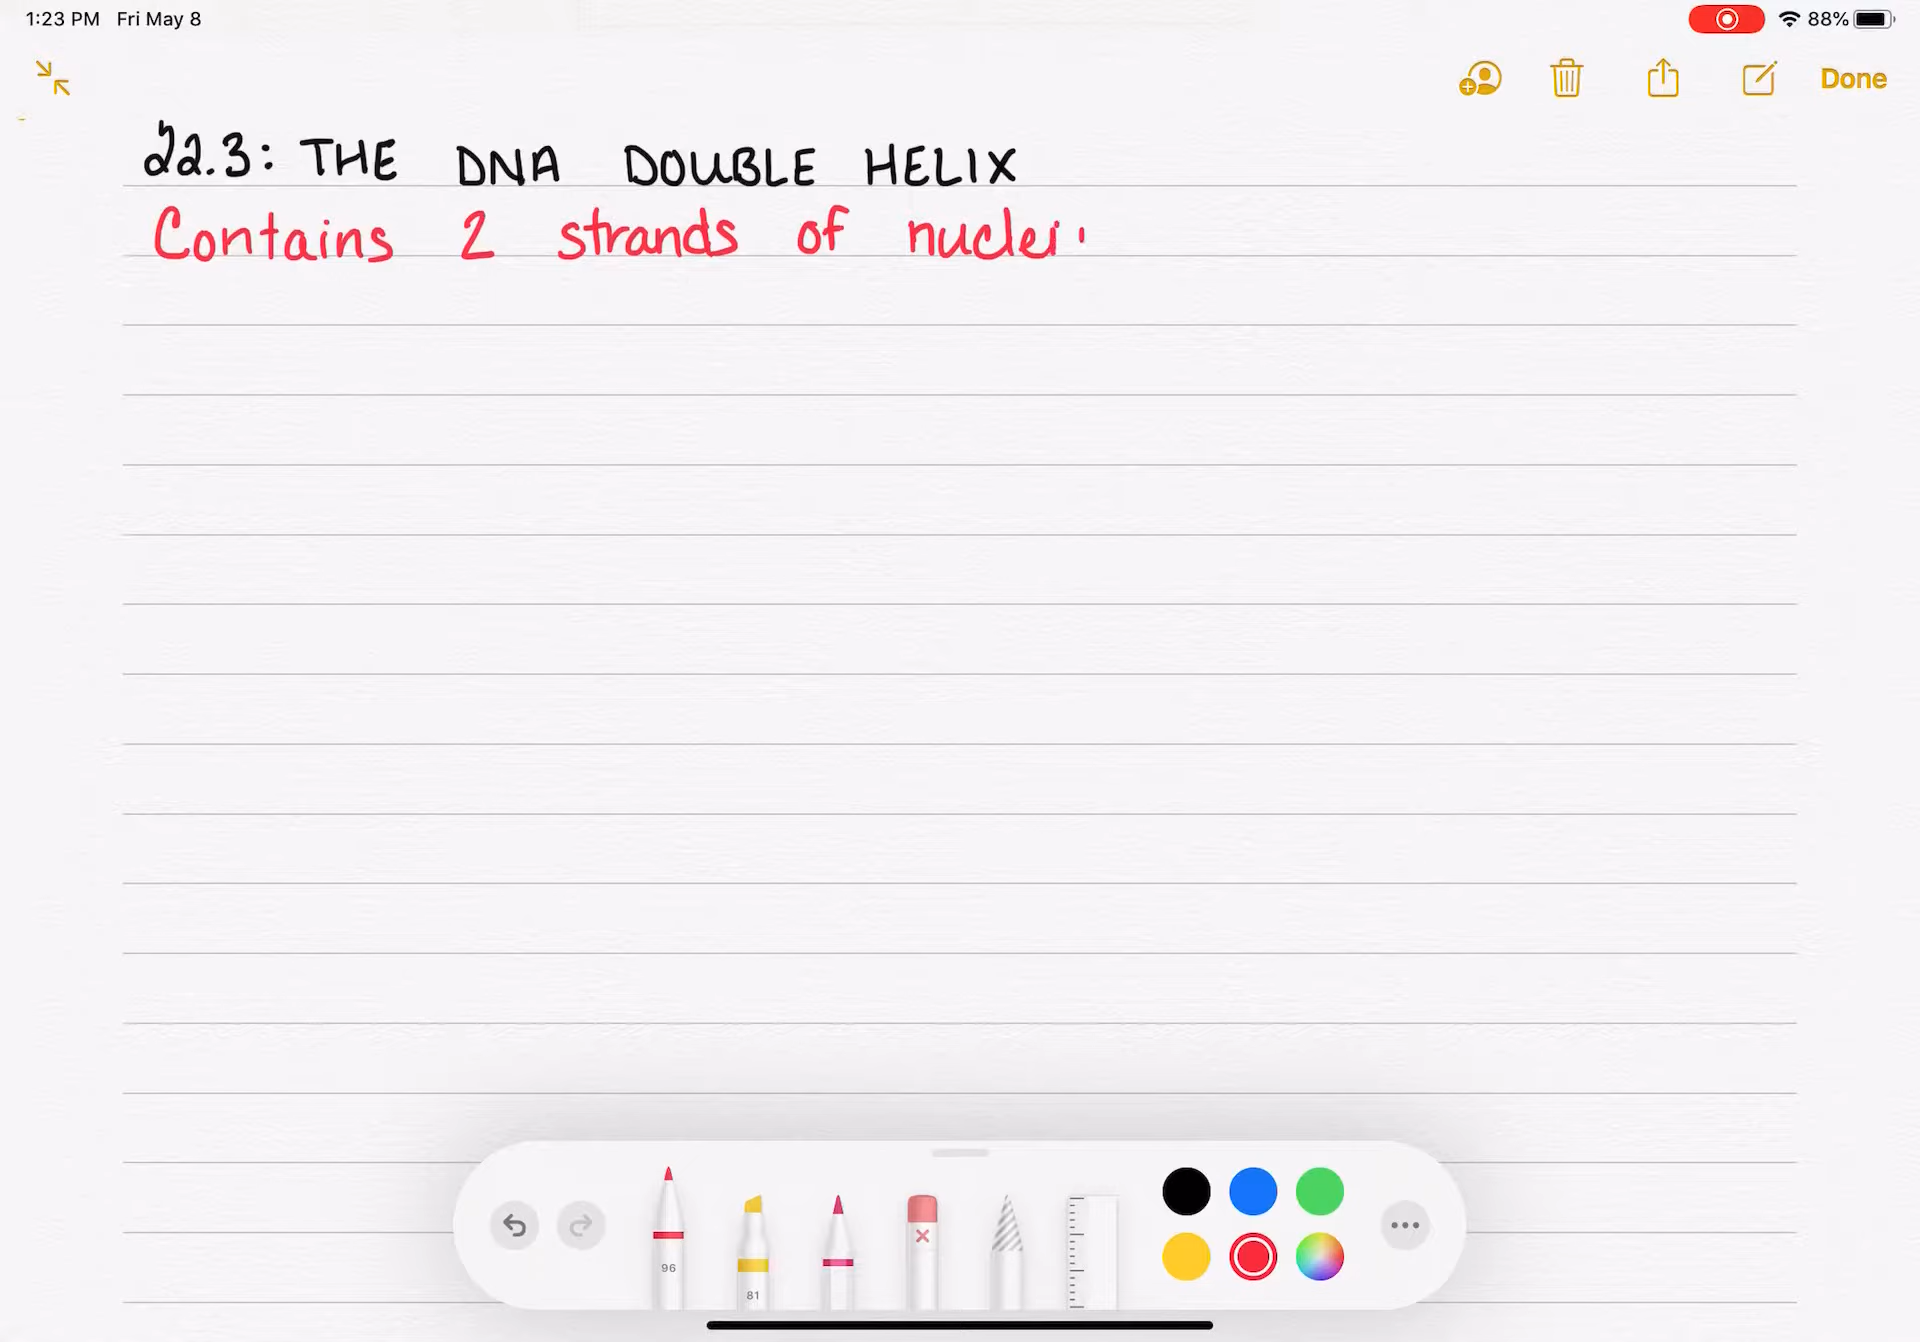 1:23 PM Fri May 8 88%
Done
22.3: THE DNA DOUBLE HELIX
Contains 2 strands of nuclei
96
81